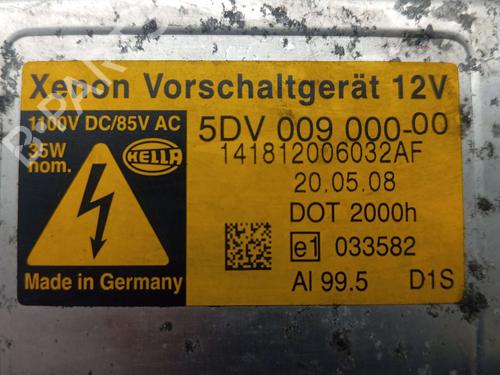 Xenon Vorschaltgerät 12V
1100V DC/85V AC
35W
nom.
HELLA
5DV 009 000-00
141812006032AF
20.05.08
DOT 2000h
e1 033582
Made in Germany
Al 99.5 D1S